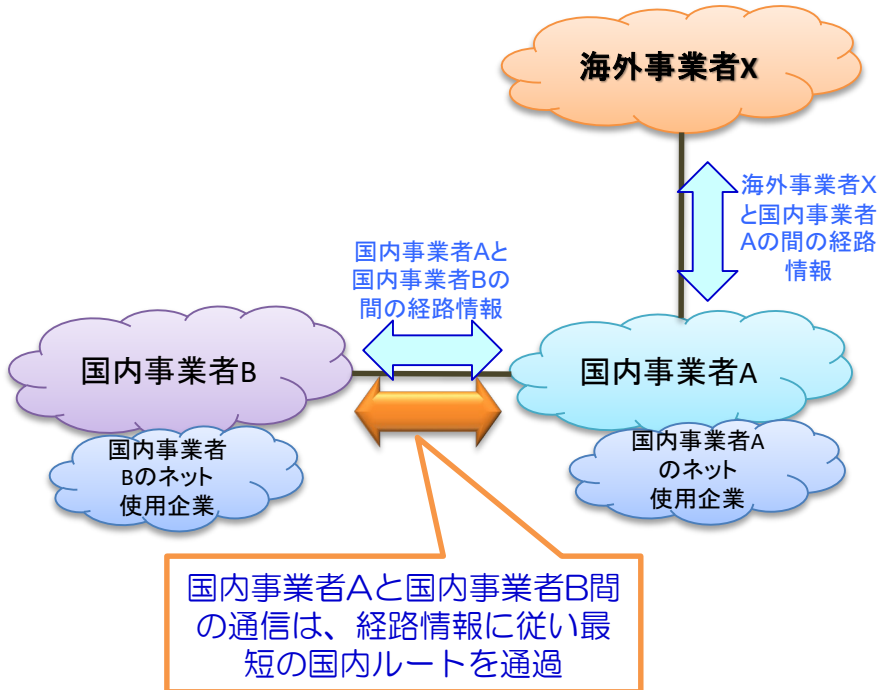 海外事業者X
海外事業者X
と国内事業者
Aの間の経路
情報
国内事業者Aと
国内事業者Bの
間の経路情報
国内事業者B
国内事業者A
国内事業者
Bのネット
使用企業
国内事業者A
のネット
使用企業
国内事業者Aと国内事業者B間
の通信は、経路情報に従い最
短の国内ルートを通過